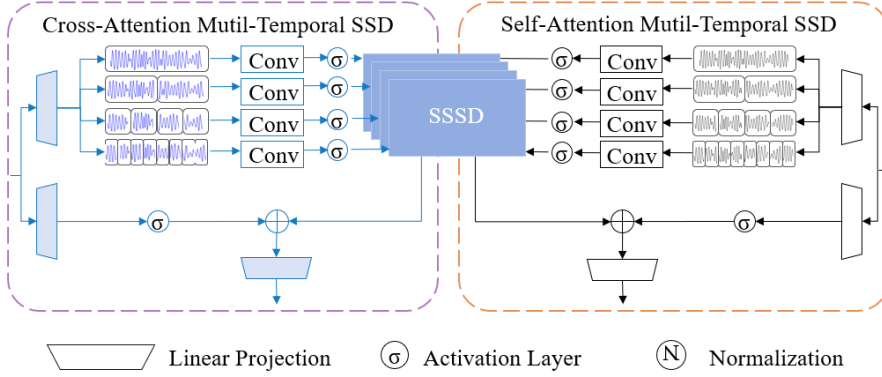 Cross-Attention Mutil-Temporal SSD
Self-Attention Mutil-Temporal SSD
Conv σ σ Conv
Conv σ σ Conv
SSSD
Conv σ σ Conv
Conv σ σ Conv
σ σ
Linear Projection σ Activation Layer N Normalization